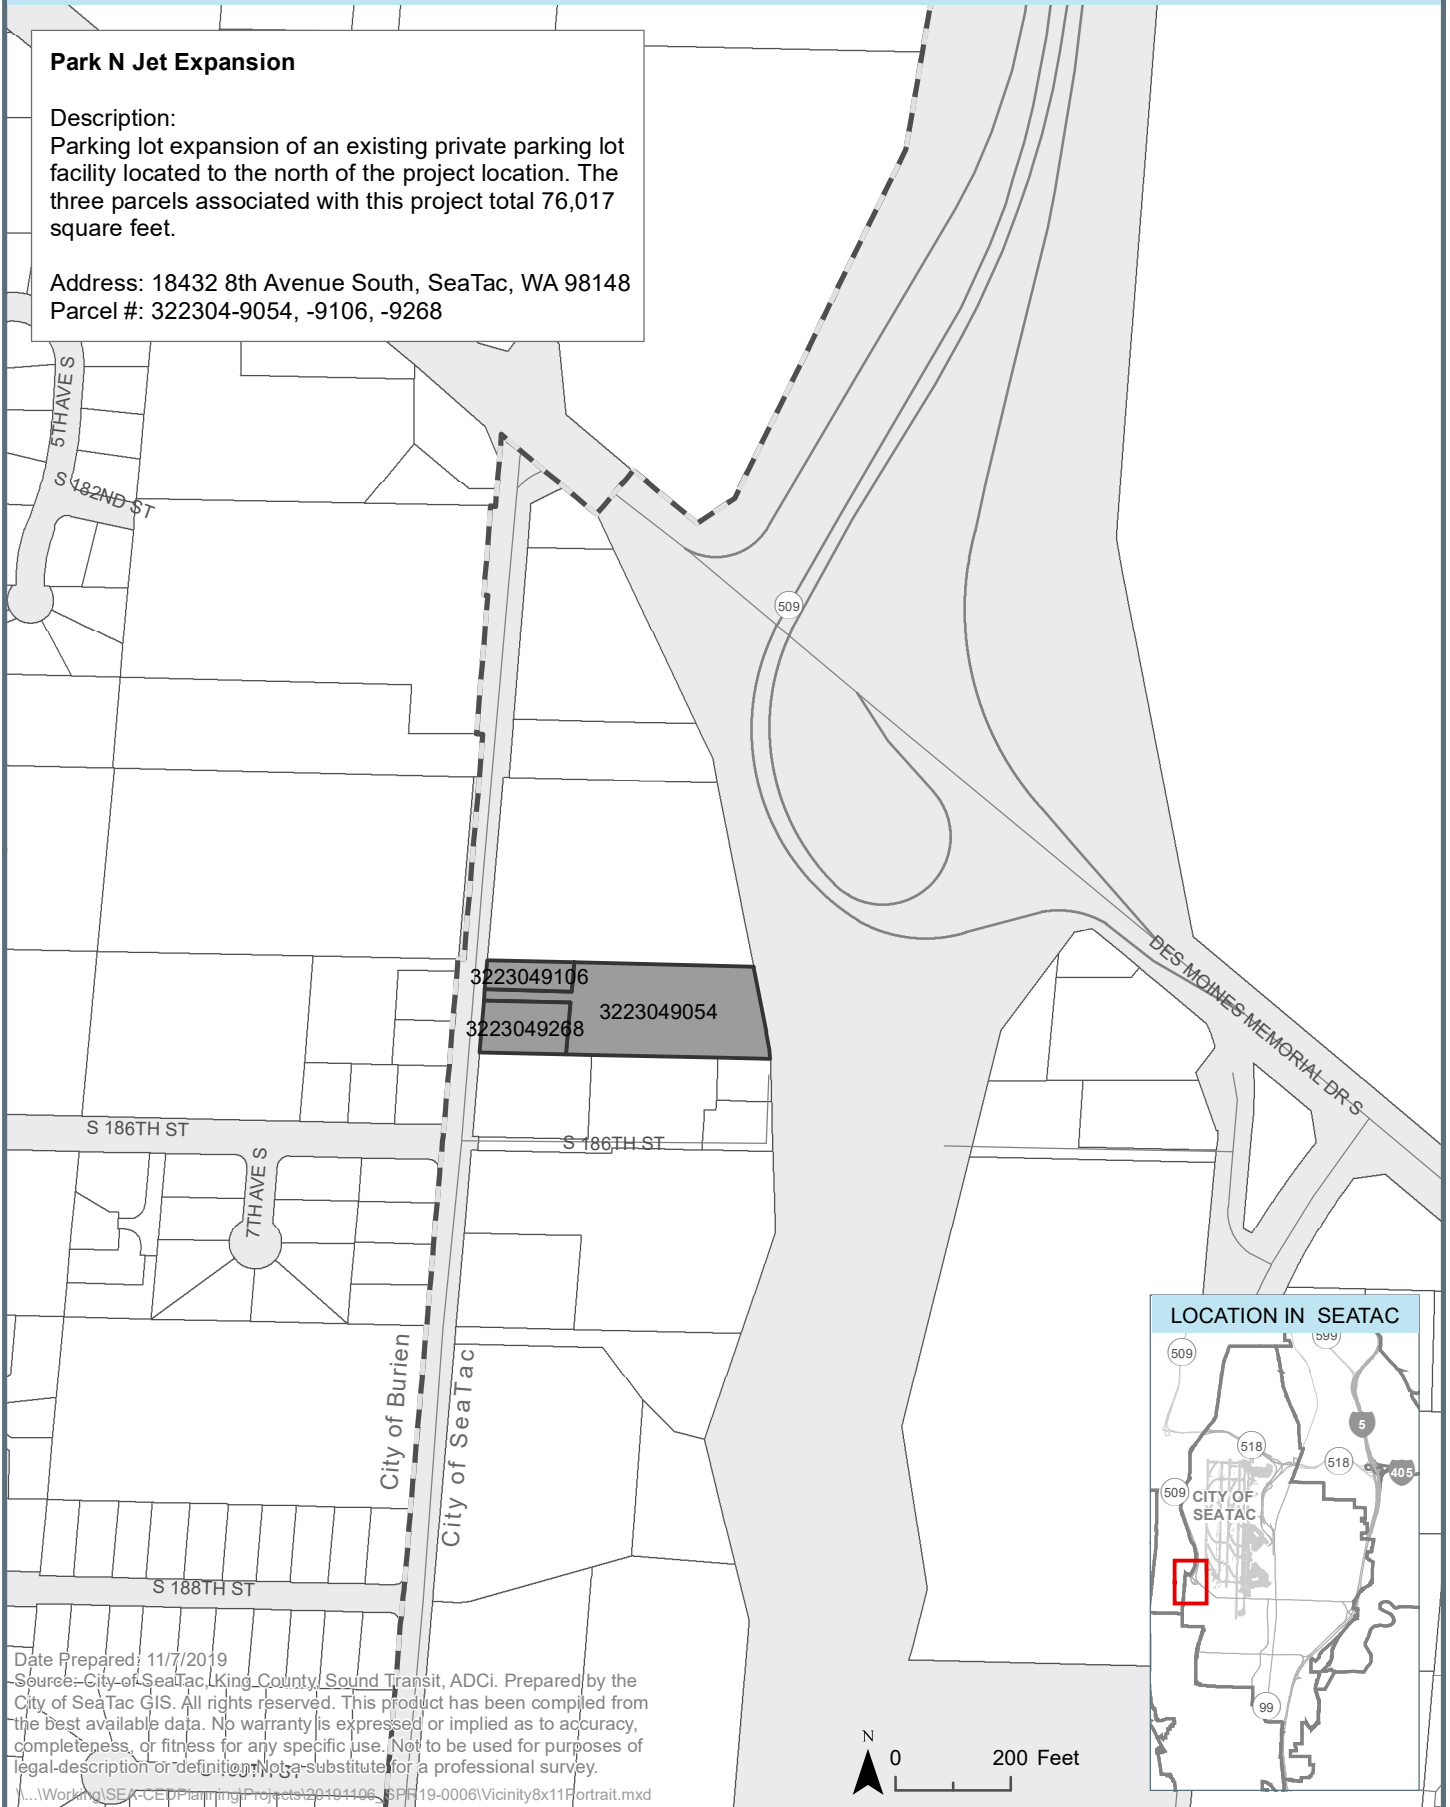 Park N Jet Expansion
Description:
Parking lot expansion of an existing private parking lot
facility located to the north of the project location. The
three parcels associated with this project total 76,017
square feet.
Address: 18432 8th Avenue South, SeaTac, WA 98148
Parcel #: 322304-9054, -9106, -9268
5TH AVE S
S 182ND ST
509
3223049106
3223049054
3223049268
DES MOINES MEMORIAL DR S
S 186TH ST
S 186TH ST
7TH AVE S
City of Burien
City of SeaTac
S 188TH ST
LOCATION IN SEATAC
509
599
5
518
518
405
509
CITY OF
SEATAC
99
Date Prepared: 11/7/2019
Source: City of SeaTac, King County, Sound Transit, ADCi. Prepared by the
City of SeaTac GIS. All rights reserved. This product has been compiled from
the best available data. No warranty is expressed or implied as to accuracy,
completeness, or fitness for any specific use. Not to be used for purposes of
legal description or definition. Not a substitute for a professional survey.
\\...\Working\SEA-CEDPlanning\Projects\20191106_SPR19-0006\Vicinity8x11Portrait.mxd
N
0 200 Feet